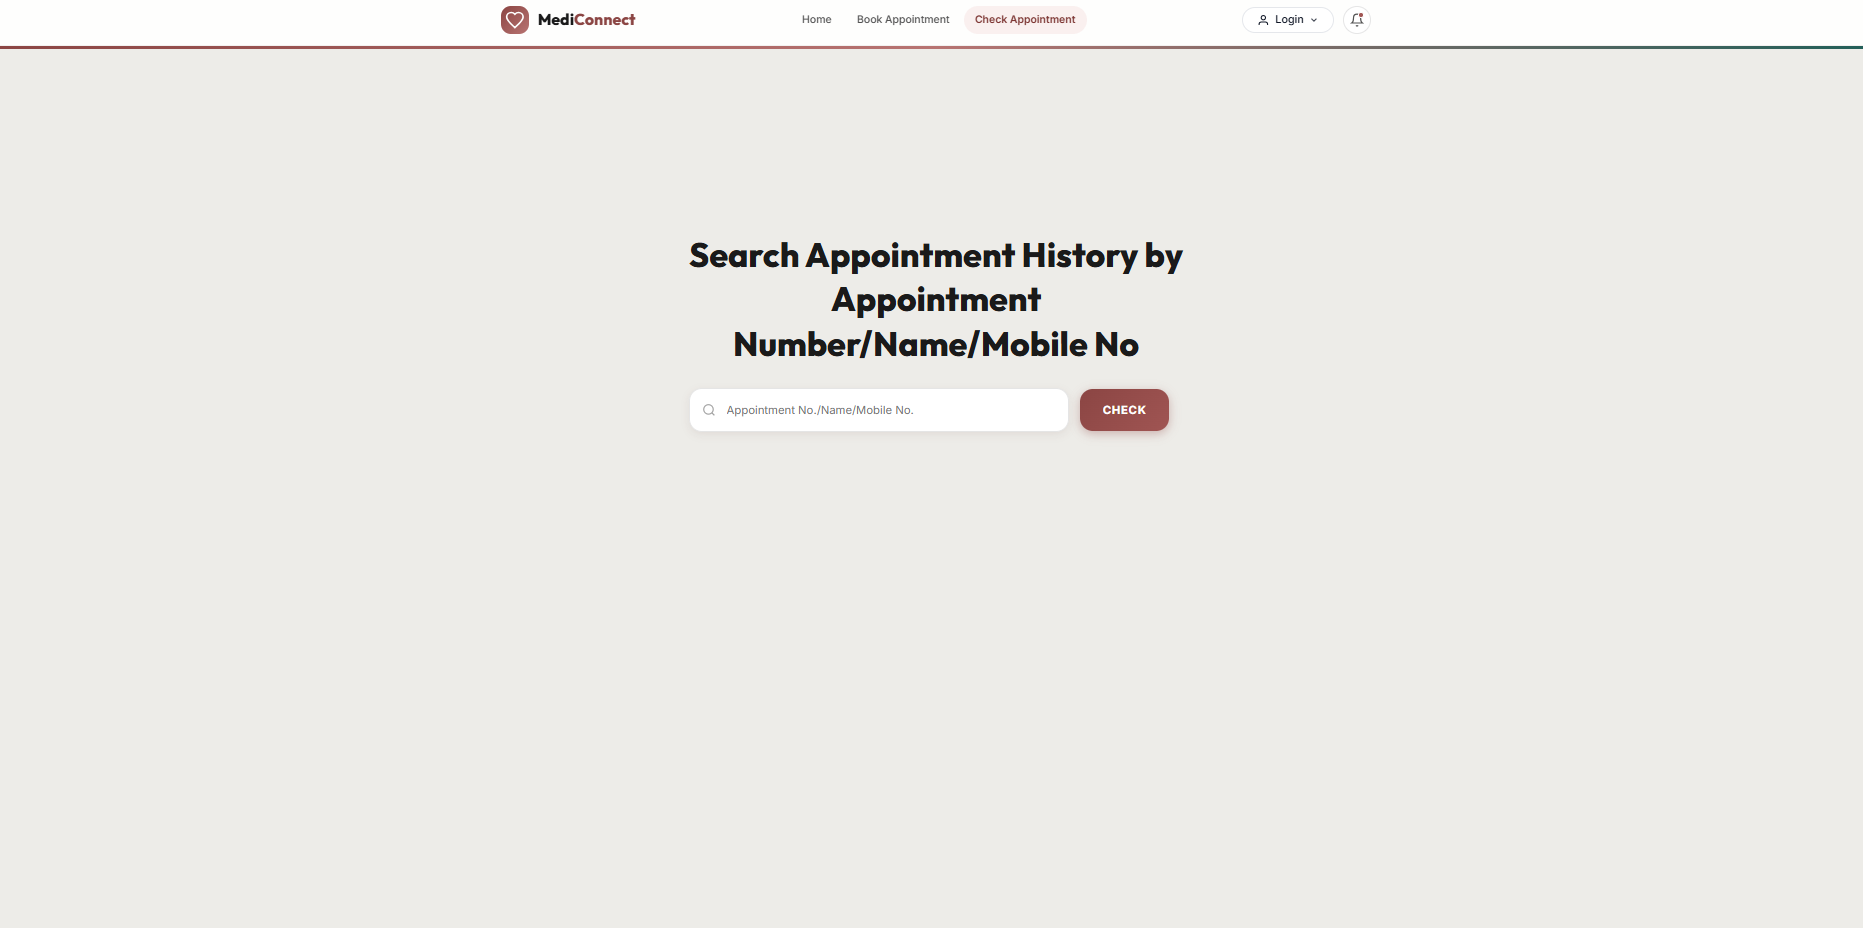 MediConnect
Home
Book Appointment
Check Appointment
Login
Search Appointment History by
Appointment
Number/Name/Mobile No
Appointment No./Name/Mobile No.
CHECK